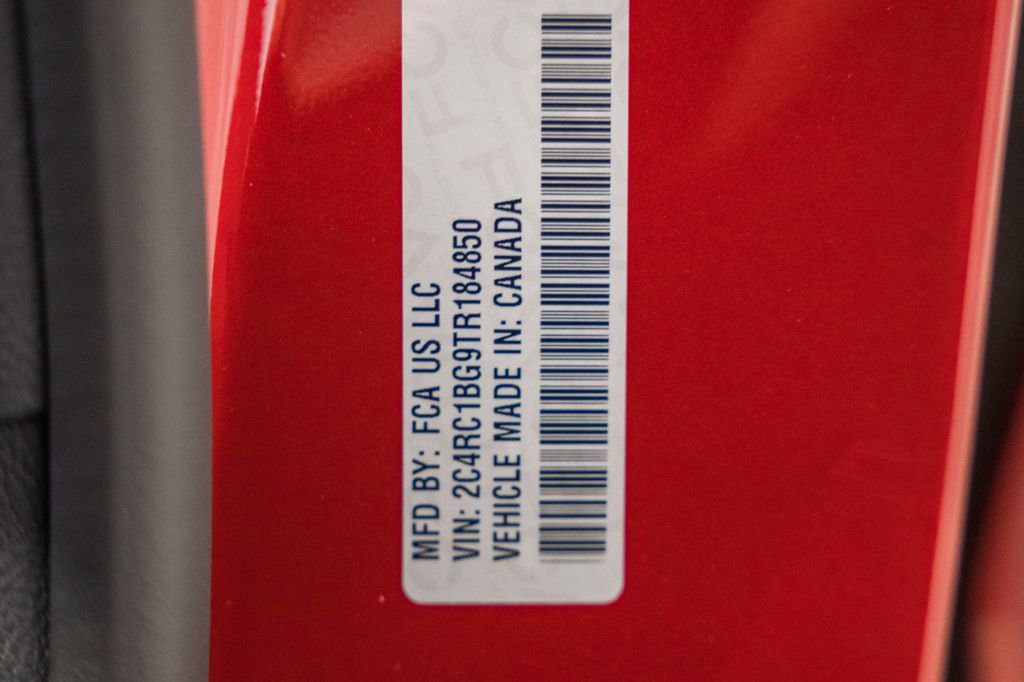 MFD BY: FCA US LLC
VIN: 2C4RC1BG9TR184850
VEHICLE MADE IN: CANADA